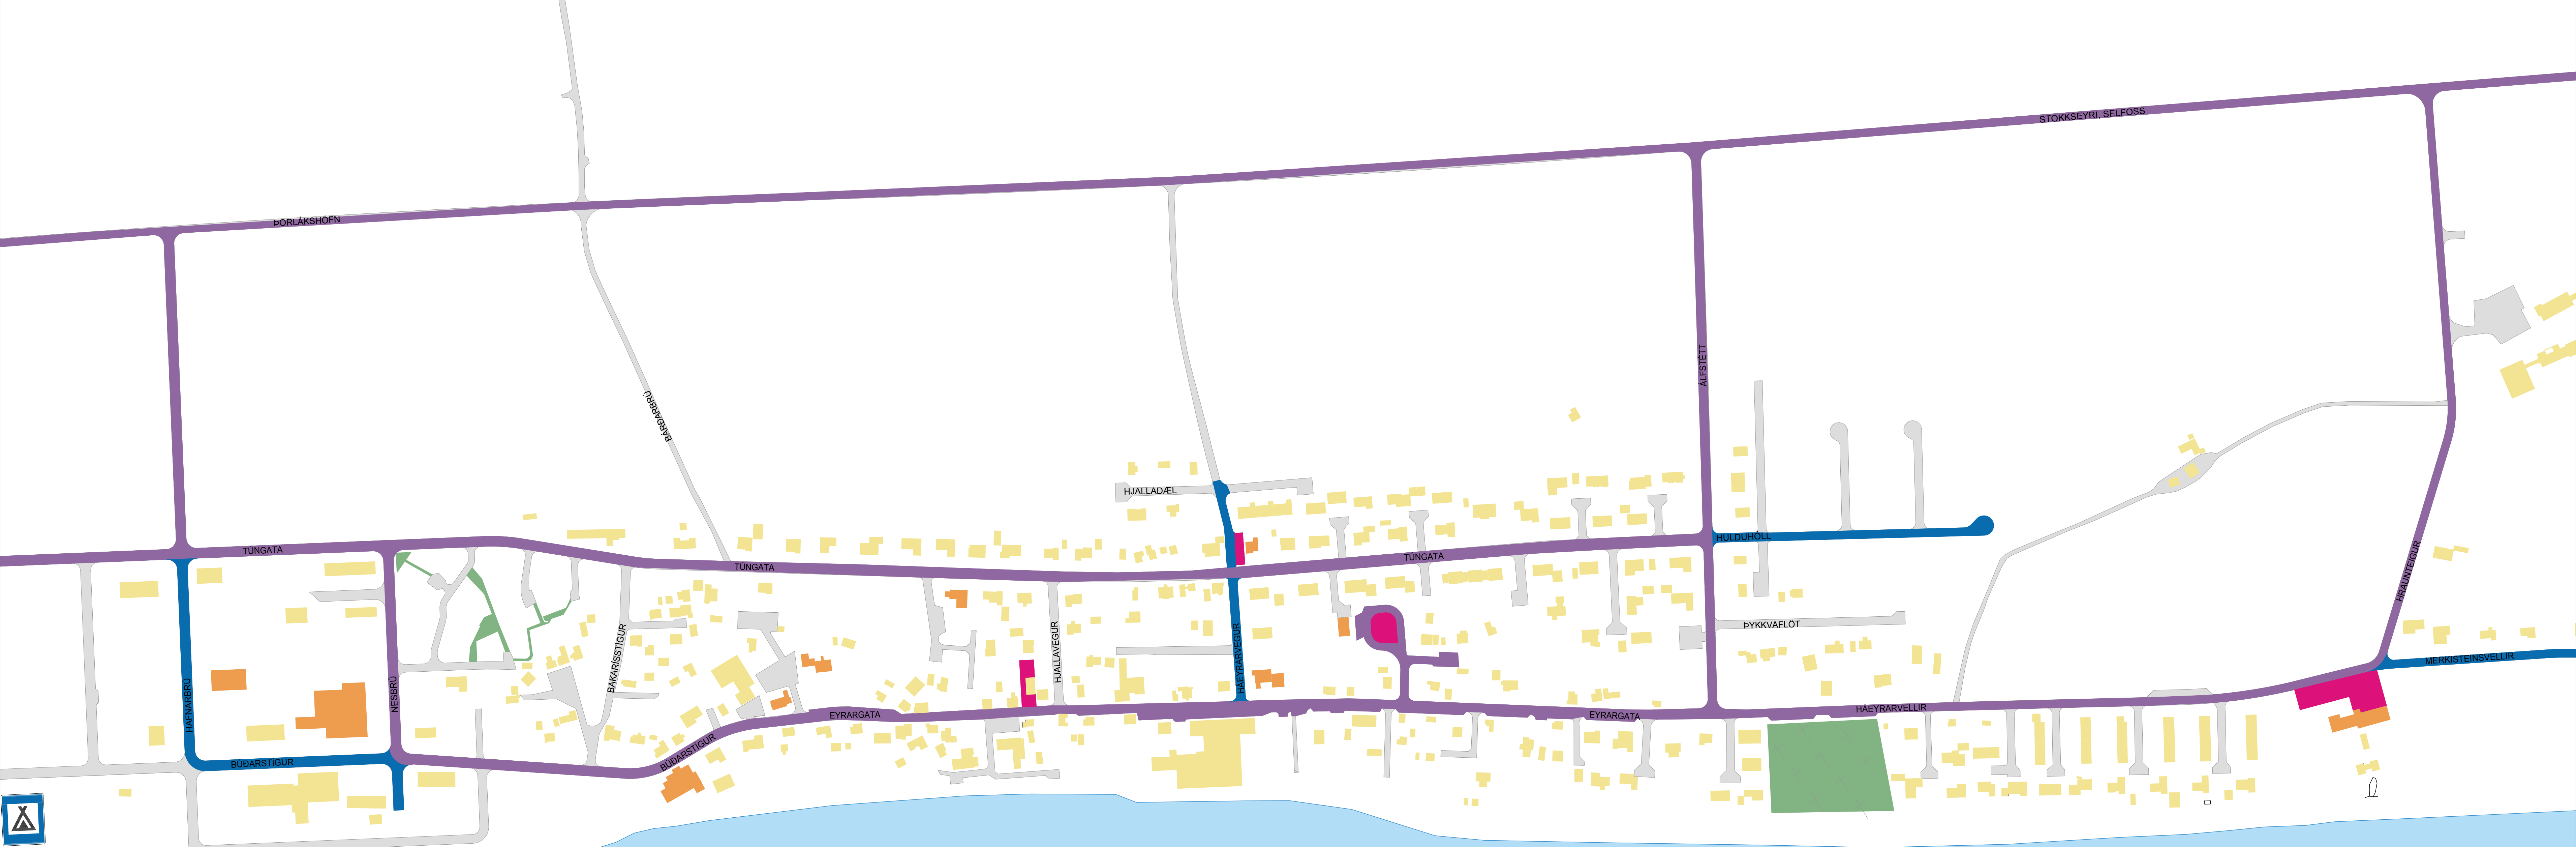 STOKKSEYRI, SELFOSS
ÞORLÁKSHÖFN
ÁLFSTÉTT
BÁRÐARBRÚ
HJALLADÆL
HULDUHÓLL
TÚNGATA
TÚNGATA
TÚNGATA
HRAUNTEIGUR
ÞYKKVAFLÖT
HJALLAVEGUR
BAKARÍSSTÍGUR
HÁEYRARVEGUR
MERKISTEINSVELLIR
NESBRÚ
HAFNARBRÚ
HÁEYRARVELLIR
EYRARGATA
EYRARGATA
BÚÐARSTÍGUR
BÚÐARSTÍGUR